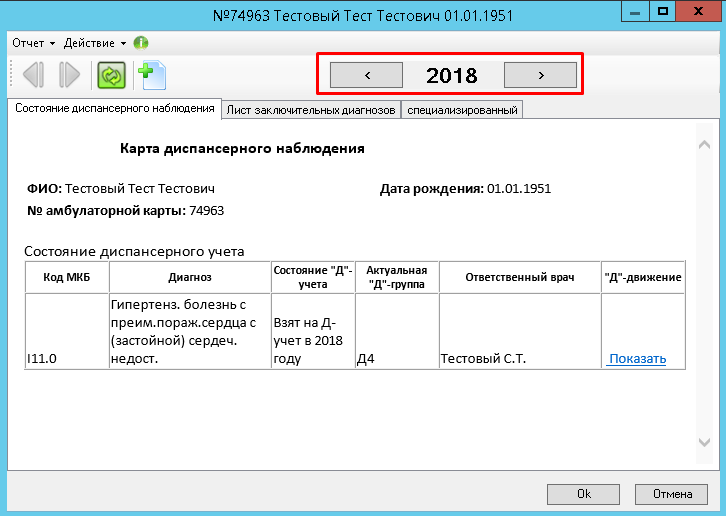 №74963 Тестовый Тест Тестович 01.01.1951
Отчет Действие
< 2018 >
Состояние диспансерного наблюдения Лист заключительных диагнозов специализированный
Карта диспансерного наблюдения
ФИО: Тестовый Тест Тестович Дата рождения: 01.01.1951
№ амбулаторной карты: 74963
Состояние диспансерного учета
Код МКБ Диагноз Состояние "Д"-учета Актуальная "Д"-группа Ответственный врач "Д"-движение
Гипертенз. болезнь с
преим.пораж.сердца с
(застойной) сердеч.
недост.
Взят на Д-
учет в 2018
году
I11.0 Д4 Тестовый С.Т. Показать
Ok Отмена